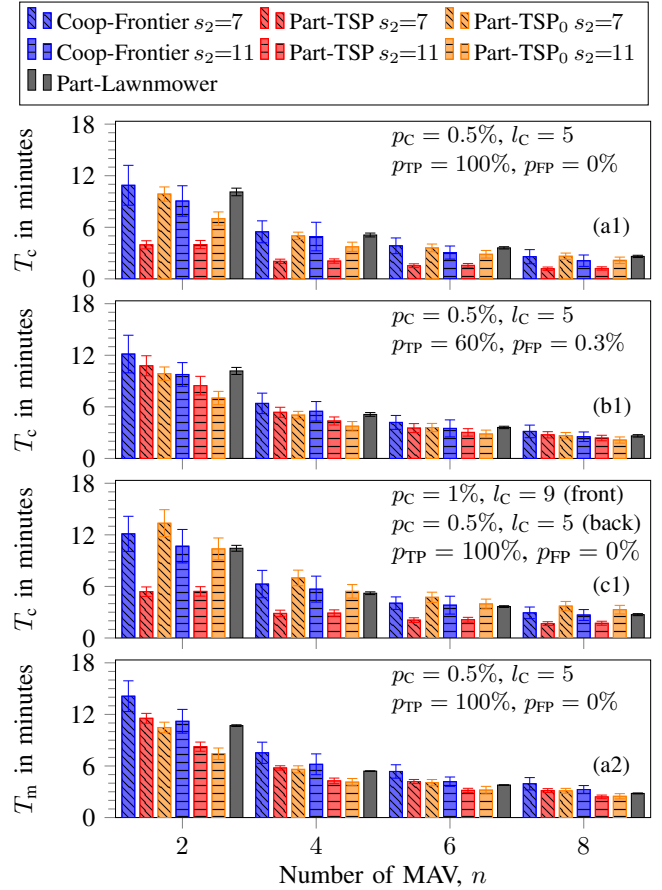 Coop-Frontier s₂=7 Part-TSP s₂=7 Part-TSP₀ s₂=7
Coop-Frontier s₂=11 Part-TSP s₂=11 Part-TSP₀ s₂=11
Part-Lawnmower
18
12
6
0
T_c in minutes
p_C = 0.5%, l_C = 5
p_TP = 100%, p_FP = 0%
(a1)
18
12
6
0
T_c in minutes
p_C = 0.5%, l_C = 5
p_TP = 60%, p_FP = 0.3%
(b1)
18
12
6
0
T_c in minutes
p_C = 1%, l_C = 9 (front)
p_C = 0.5%, l_C = 5 (back)
p_TP = 100%, p_FP = 0%
(c1)
18
12
6
0
T_m in minutes
p_C = 0.5%, l_C = 5
p_TP = 100%, p_FP = 0%
(a2)
2 4 6 8
Number of MAV, n